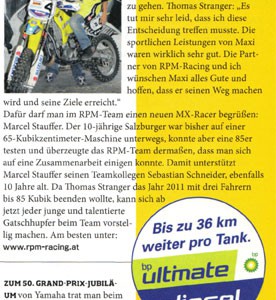 zu gehen. Thomas Stranger: „Es
tut mir sehr leid, dass ich diese
Entscheidung treffen musste. Die
sportlichen Leistungen von Maxi
waren wirklich sehr gut. Die Part-
ner von RPM-Racing und ich
wünschen Maxi alles Gute und
hoffen, dass er seinen Weg machen
wird und seine Ziele erreicht."
Dafür darf man im RPM-Team einen neuen MX-Racer begrüßen:
Marcel Stauffer. Der 10-jährige Salzburger war bisher auf einer
65-Kubikzentimeter-Maschine unterwegs, konnte aber eine 85er
testen und überzeugte das RPM-Team dermaßen, dass man sich
auf eine Zusammenarbeit einigen konnte. Damit unterstützt
Marcel Stauffer seinen Teamkollegen Sebastian Schneider, ebenfalls
10 Jahre alt. Da Thomas Stranger das Jahr 2011 mit drei Fahrern
bis 85 Kubik beenden wollte, kann sich ab
jetzt jeder junge und talentierte
Gatschhupfer beim Team vorstel-
lig machen. Am besten unter:
www.rpm-racing.at
ZUM 50. GRAND-PRIX-JUBILÄ-
UM von Yamaha trat man beim
Bis zu 36 km
weiter pro Tank.
bp
ultimate
diesel